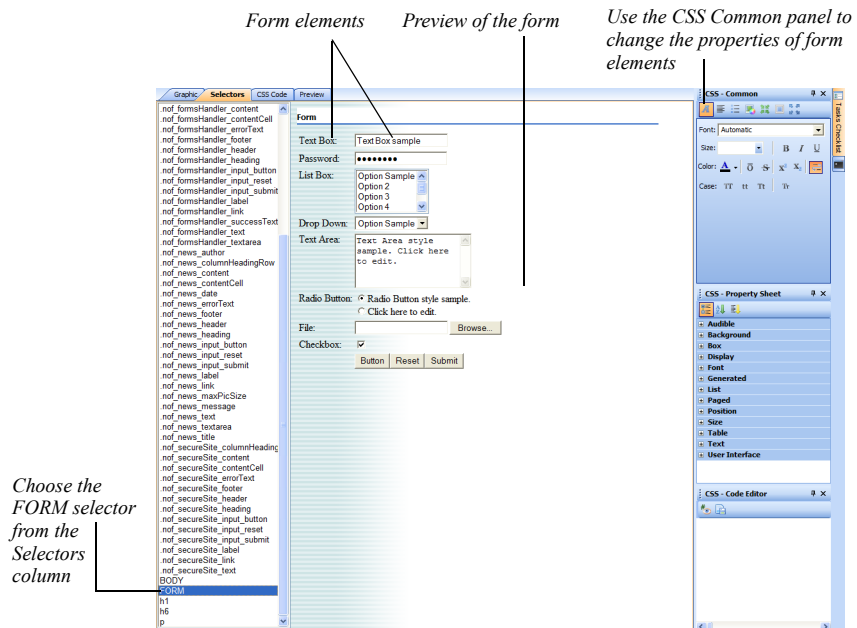 Form elements
Preview of the form
Use the CSS Common panel to
change the properties of form
elements
Graphic
Selectors
CSS Code
Preview
.nof_formsHandler_content
.nof_formsHandler_contentCell
.nof_formsHandler_errorText
.nof_formsHandler_footer
.nof_formsHandler_header
.nof_formsHandler_heading
.nof_formsHandler_input_button
.nof_formsHandler_input_reset
.nof_formsHandler_input_submit
.nof_formsHandler_label
.nof_formsHandler_link
.nof_formsHandler_successText
.nof_formsHandler_text
.nof_formsHandler_textarea
.nof_news_author
.nof_news_columnHeadingRow
.nof_news_content
.nof_news_contentCell
.nof_news_date
.nof_news_errorText
.nof_news_footer
.nof_news_header
.nof_news_heading
.nof_news_input_button
.nof_news_input_reset
.nof_news_input_submit
.nof_news_label
.nof_news_link
.nof_news_maxPicSize
.nof_news_message
.nof_news_text
.nof_news_textarea
.nof_news_title
.nof_secureSite_columnHeading
.nof_secureSite_content
.nof_secureSite_contentCell
.nof_secureSite_errorText
.nof_secureSite_footer
.nof_secureSite_header
.nof_secureSite_heading
.nof_secureSite_input_button
.nof_secureSite_input_reset
.nof_secureSite_input_submit
.nof_secureSite_label
.nof_secureSite_link
.nof_secureSite_text
BODY
FORM
h1
h6
p
Form
Text Box: Text Box sample
Password:
List Box: Option Sample
Option 2
Option 3
Option 4
Drop Down: Option Sample
Text Area: Text Area style
sample. Click here
to edit.
Radio Button: Radio Button style sample.
Click here to edit.
File: Browse...
Checkbox:
Button Reset Submit
CSS - Common
Font: Automatic
Size: B I U
Color: A O S x² X₂
Case: TT tt Tt Tr
Tasks Checklist
CSS - Property Sheet
Audible
Background
Box
Display
Font
Generated
List
Paged
Position
Size
Table
Text
User Interface
CSS - Code Editor
Choose the
FORM selector
from the
Selectors
column